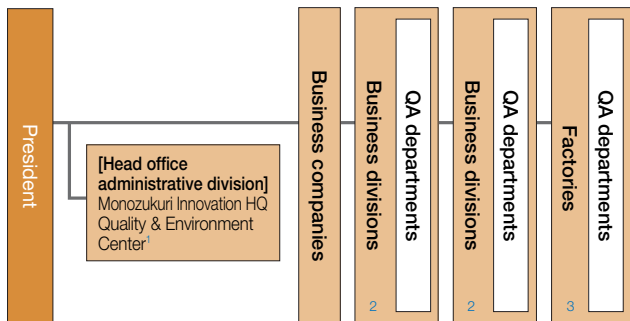 President
[Head office
administrative division]
Monozukuri Innovation HQ
Quality & Environment
Center1
Business companies
Business divisions
QA departments
2
Business divisions
QA departments
2
Factories
QA departments
3